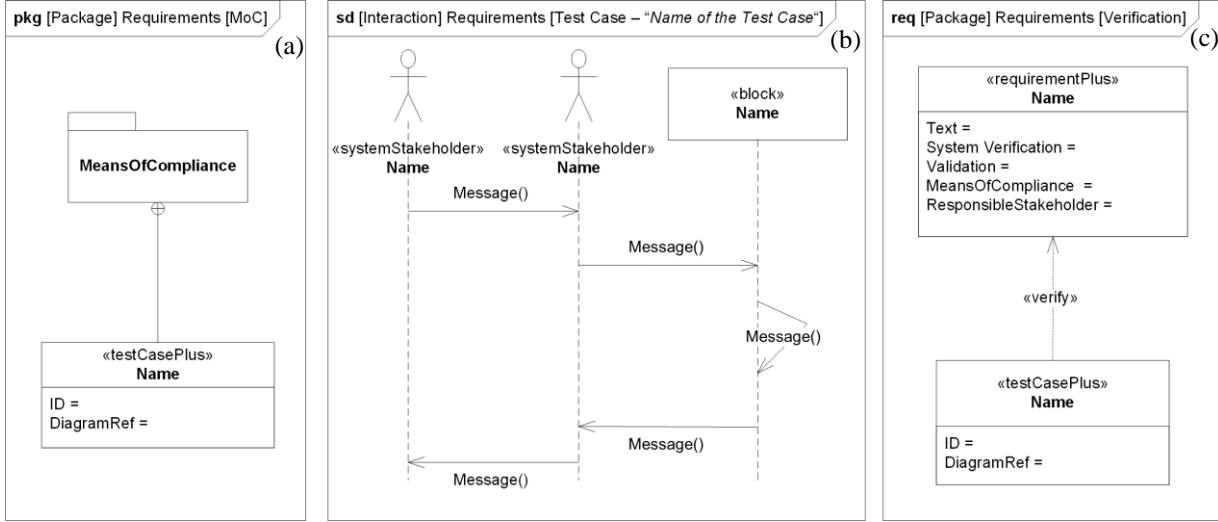 pkg [Package] Requirements [MoC]
(a)
MeansOfCompliance
«testCasePlus»
Name
ID =
DiagramRef =
sd [Interaction] Requirements [Test Case – “Name of the Test Case“]
(b)
«systemStakeholder»
Name
«systemStakeholder»
Name
«block»
Name
Message()
Message()
Message()
Message()
Message()
req [Package] Requirements [Verification]
(c)
«requirementPlus»
Name
Text =
System Verification =
Validation =
MeansOfCompliance =
ResponsibleStakeholder =
«verify»
«testCasePlus»
Name
ID =
DiagramRef =